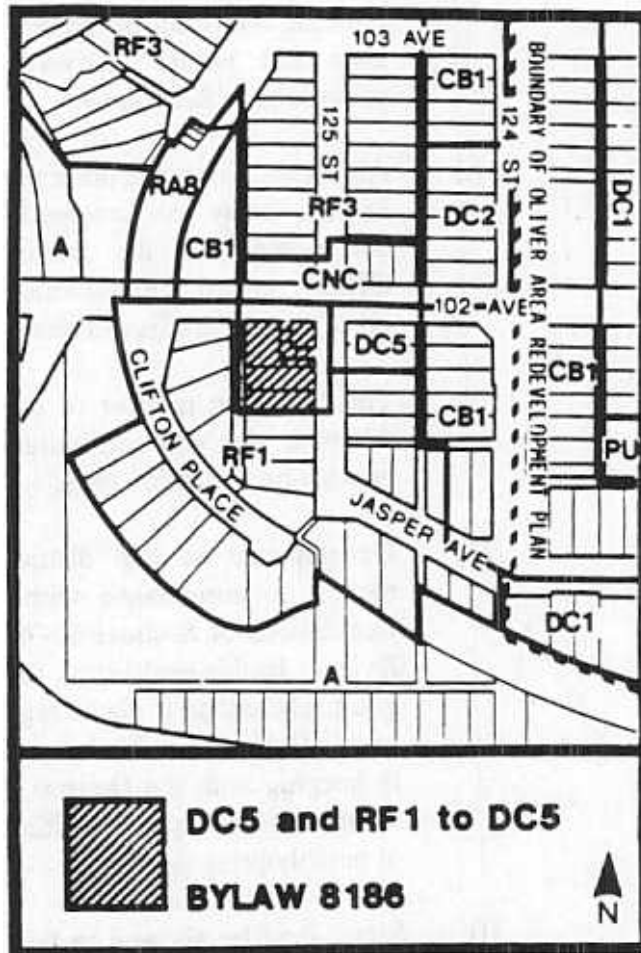 103 AVE
RF3
CB1
125 ST
124 ST
BOUNDARY OF OLIVER AREA REDEVELOPMENT PLAN
RA8
RF3
DC2
DC1
A
CB1
CNC
102 AVE
DC5
CB1
CLIFTON PLACE
CB1
RF1
PU
JASPER AVE
DC1
A
DC5 and RF1 to DC5
BYLAW 8186
N